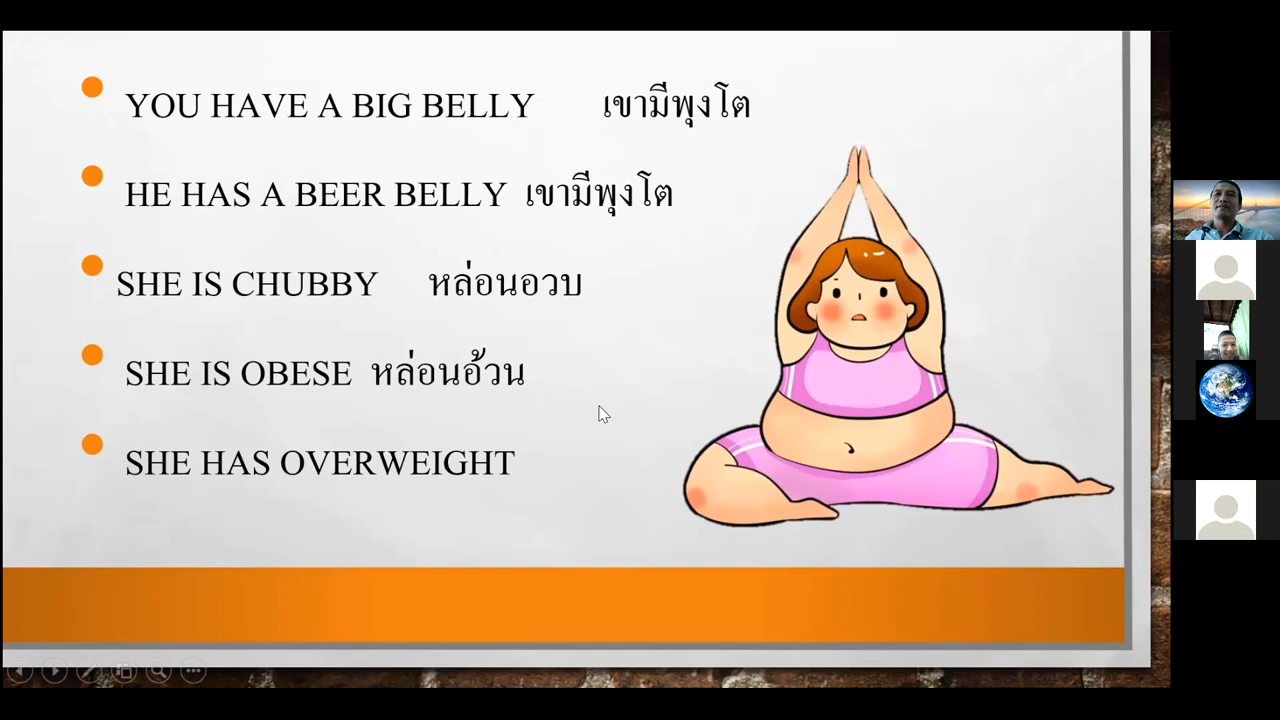 YOU HAVE A BIG BELLY เขามีพุงโต
HE HAS A BEER BELLY เขามีพุงโต
SHE IS CHUBBY หล่อนอวบ
SHE IS OBESE หล่อนอ้วน
SHE HAS OVERWEIGHT